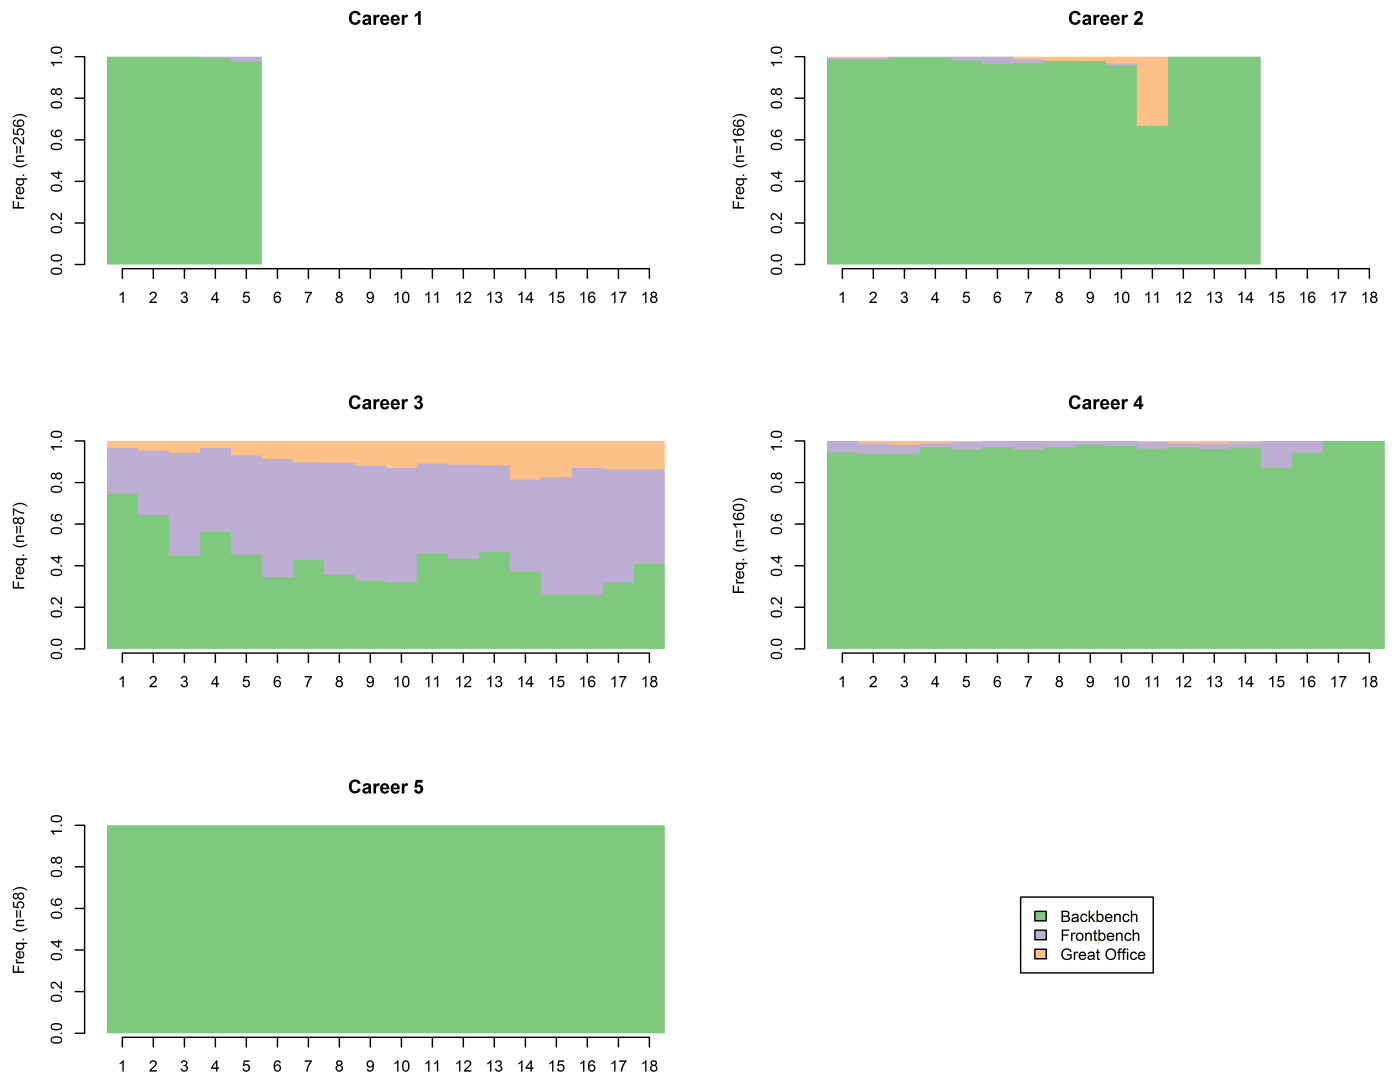 Career 1
Freq. (n=256)
0.0 0.2 0.4 0.6 0.8 1.0
1 2 3 4 5 6 7 8 9 10 11 12 13 14 15 16 17 18
Career 2
Freq. (n=166)
0.0 0.2 0.4 0.6 0.8 1.0
1 2 3 4 5 6 7 8 9 10 11 12 13 14 15 16 17 18
Career 3
Freq. (n=87)
0.0 0.2 0.4 0.6 0.8 1.0
1 2 3 4 5 6 7 8 9 10 11 12 13 14 15 16 17 18
Career 4
Freq. (n=160)
0.0 0.2 0.4 0.6 0.8 1.0
1 2 3 4 5 6 7 8 9 10 11 12 13 14 15 16 17 18
Career 5
Freq. (n=58)
0.0 0.2 0.4 0.6 0.8 1.0
1 2 3 4 5 6 7 8 9 10 11 12 13 14 15 16 17 18
Backbench
Frontbench
Great Office